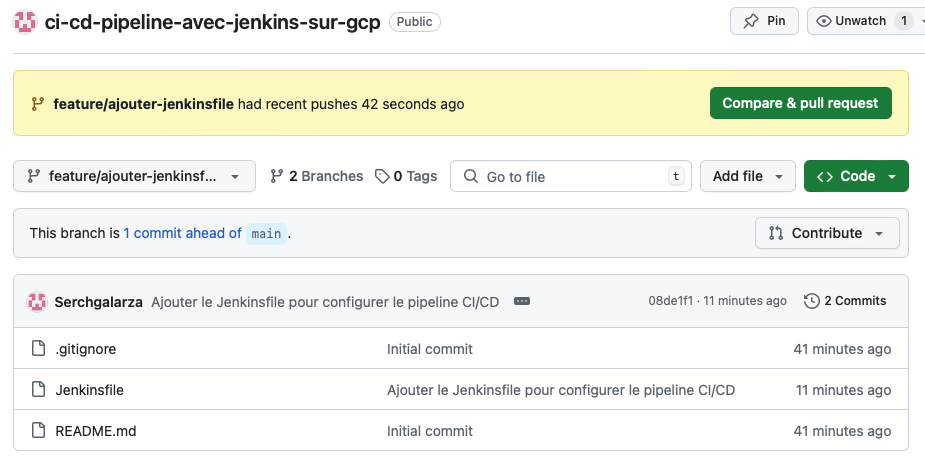 ci-cd-pipeline-avec-jenkins-sur-gcp Public Pin Unwatch 1
feature/ajouter-jenkinsfile had recent pushes 42 seconds ago Compare & pull request
feature/ajouter-jenkinsf... 2 Branches 0 Tags Go to file t Add file Code
This branch is 1 commit ahead of main . Contribute
Serchgalarza Ajouter le Jenkinsfile pour configurer le pipeline CI/CD 08de1f1 · 11 minutes ago 2 Commits
.gitignore Initial commit 41 minutes ago
Jenkinsfile Ajouter le Jenkinsfile pour configurer le pipeline CI/CD 11 minutes ago
README.md Initial commit 41 minutes ago